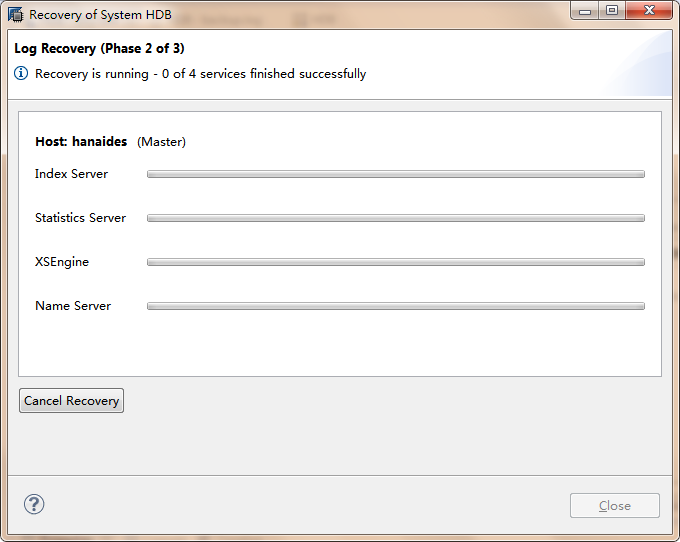 Recovery of System HDB
Log Recovery (Phase 2 of 3)
Recovery is running - 0 of 4 services finished successfully
Host: hanaides (Master)
Index Server
Statistics Server
XSEngine
Name Server
Cancel Recovery
?
Close